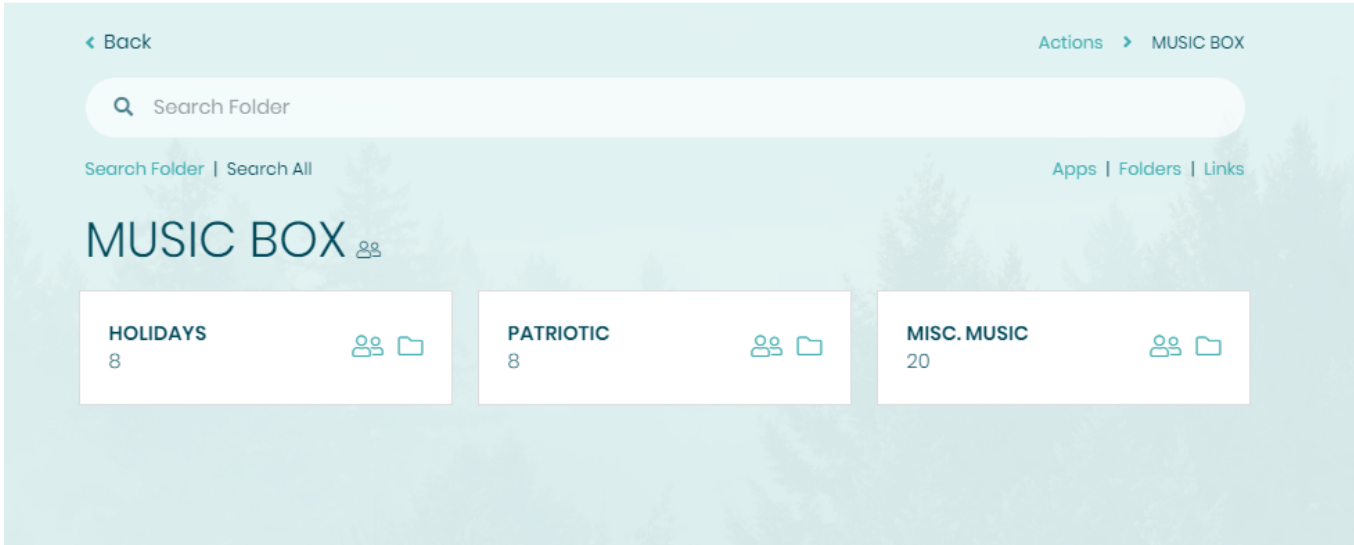 Back
Actions > MUSIC BOX
Search Folder
Search Folder | Search All
Apps | Folders | Links
MUSIC BOX
HOLIDAYS
8
PATRIOTIC
8
MISC. MUSIC
20